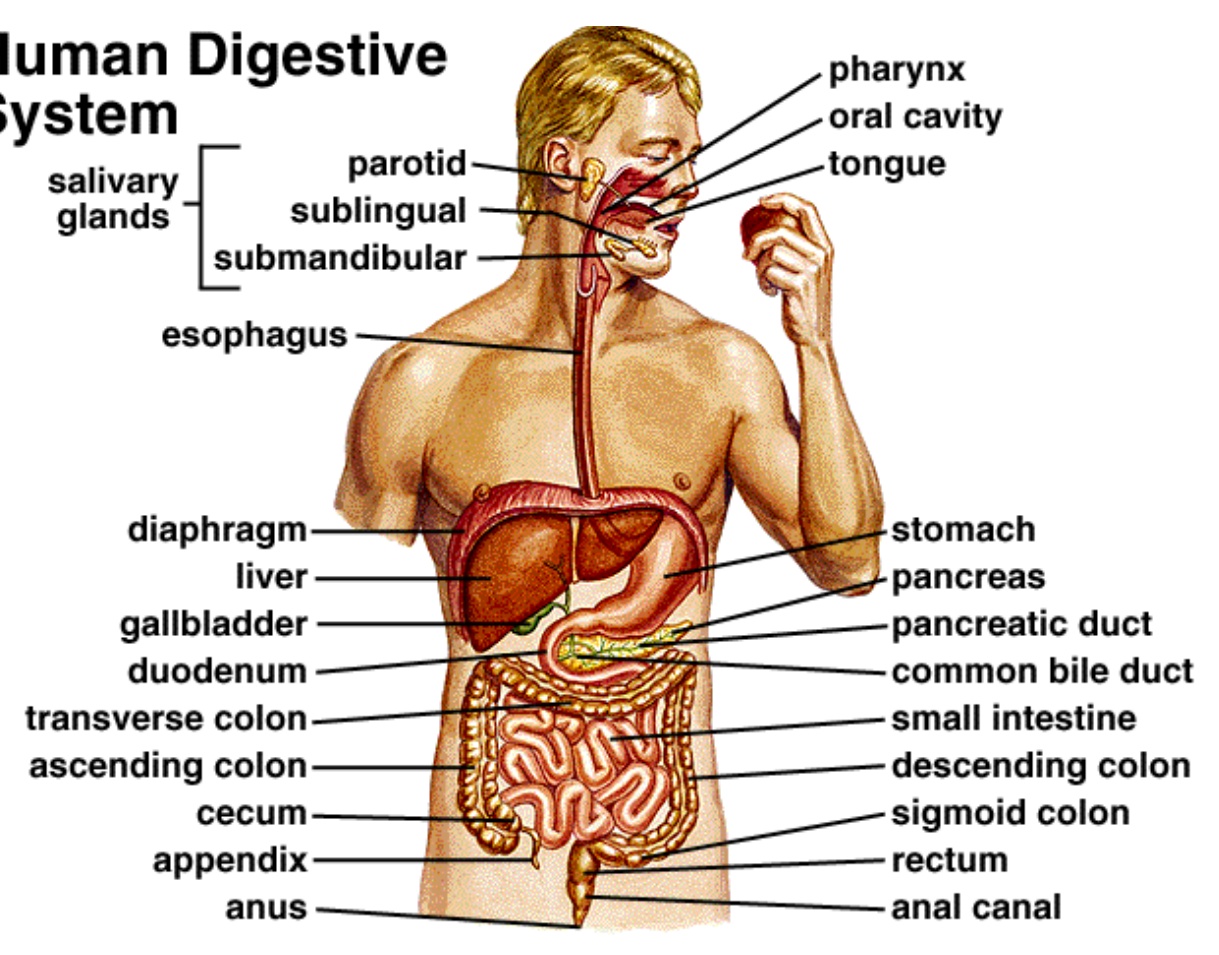 uman Digestive
ystem
salivary
glands
parotid
sublingual
submandibular
esophagus
diaphragm
liver
gallbladder
duodenum
transverse colon
ascending colon
cecum
appendix
anus
pharynx
oral cavity
tongue
stomach
pancreas
pancreatic duct
common bile duct
small intestine
descending colon
sigmoid colon
rectum
anal canal